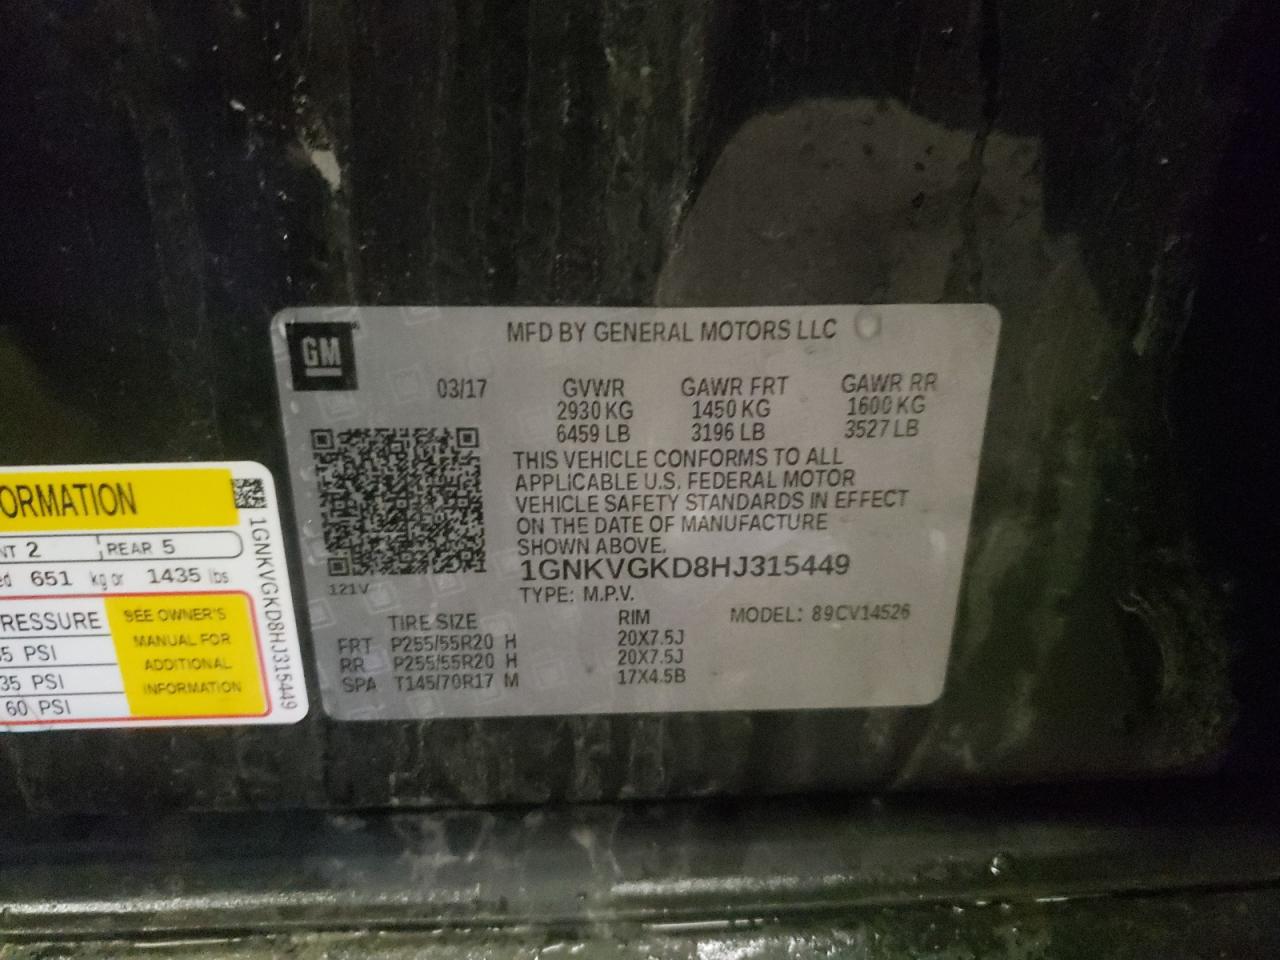 GM
MFD BY GENERAL MOTORS LLC
03/17 GVWR GAWR FRT GAWR RR
2930 KG 1450 KG 1600 KG
6459 LB 3196 LB 3527 LB
THIS VEHICLE CONFORMS TO ALL
APPLICABLE U.S. FEDERAL MOTOR
VEHICLE SAFETY STANDARDS IN EFFECT
ON THE DATE OF MANUFACTURE
SHOWN ABOVE.
1GNKVGKD8HJ315449
121V
TYPE: M.P.V.
TIRE SIZE RIM MODEL: 89CV14526
FRT P255/55R20 H 20X7.5J
RR P255/55R20 H 20X7.5J
SPA T145/70R17 M 17X4.5B
ORMATION
NT 2 REAR 5
ed 651 kg or 1435 lbs
RESSURE
35 PSI
35 PSI
60 PSI
SEE OWNER'S
MANUAL FOR
ADDITIONAL
INFORMATION
1GNKVGKD8HJ315449